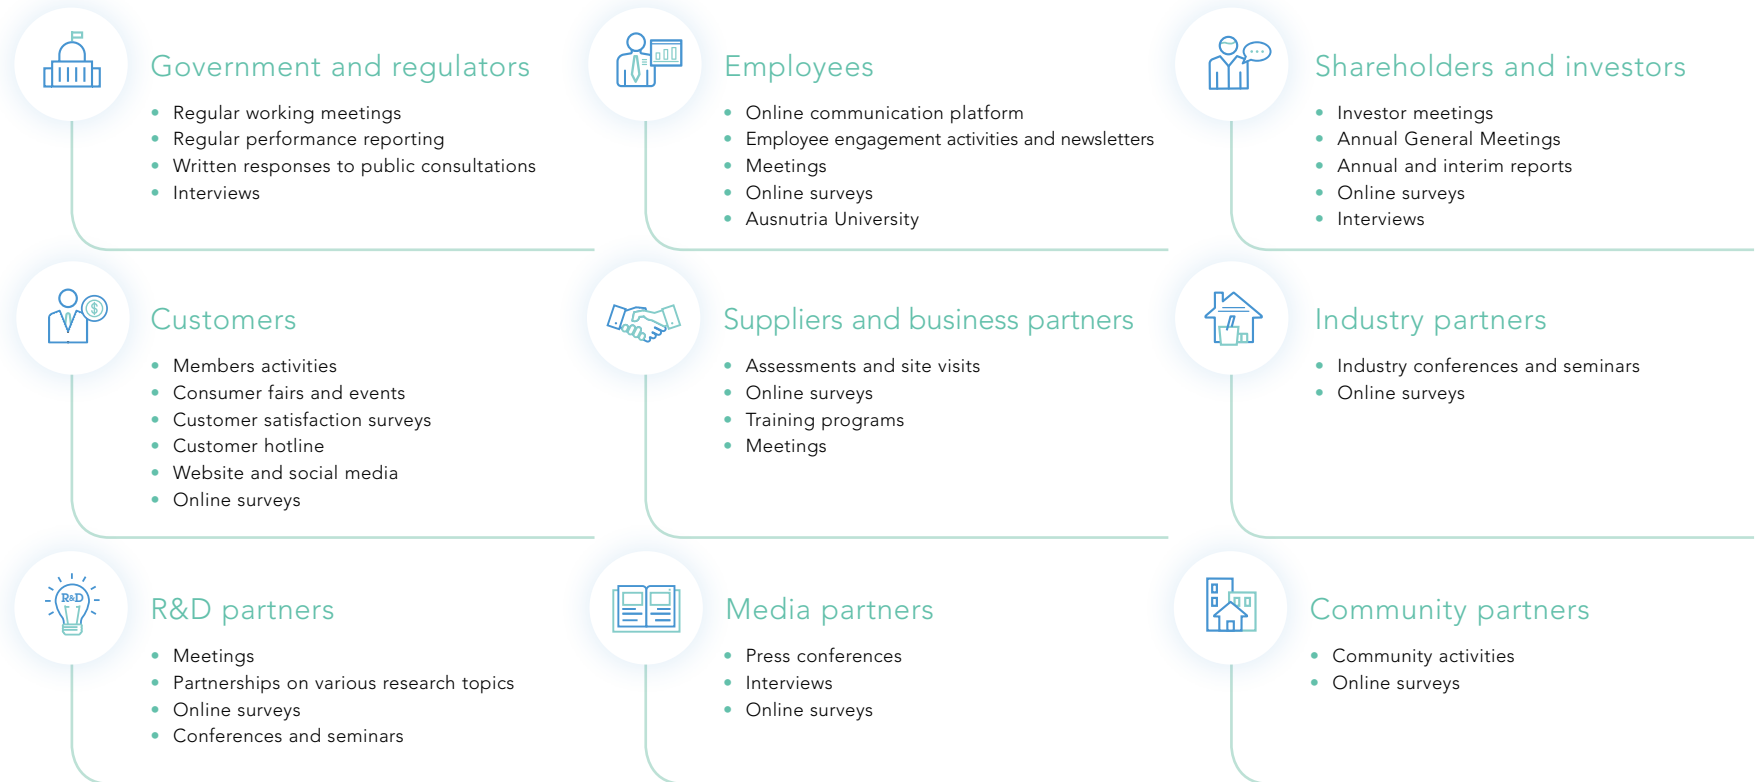 Government and regulators
Regular working meetings
Regular performance reporting
Written responses to public consultations
Interviews
Employees
Online communication platform
Employee engagement activities and newsletters
Meetings
Online surveys
Ausnutria University
Shareholders and investors
Investor meetings
Annual General Meetings
Annual and interim reports
Online surveys
Interviews
$
Customers
Members activities
Consumer fairs and events
Customer satisfaction surveys
Customer hotline
Website and social media
Online surveys
Suppliers and business partners
Assessments and site visits
Online surveys
Training programs
Meetings
Industry partners
Industry conferences and seminars
Online surveys
R&D
R&D partners
Meetings
Partnerships on various research topics
Online surveys
Conferences and seminars
Media partners
Press conferences
Interviews
Online surveys
Community partners
Community activities
Online surveys